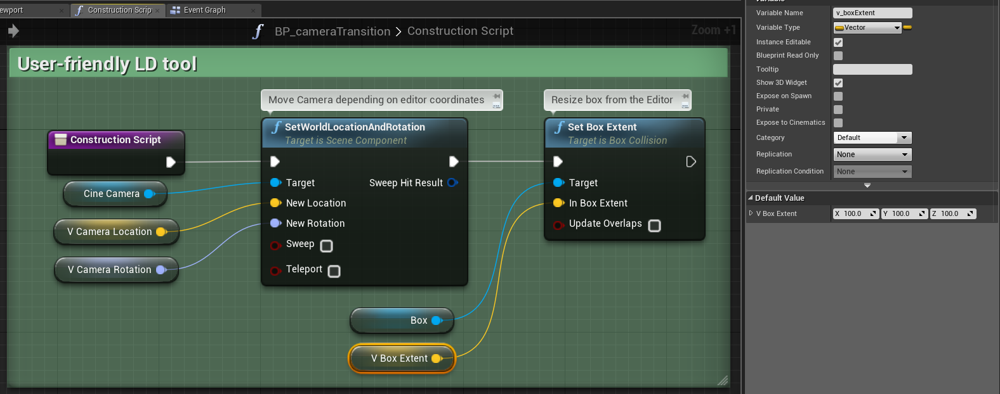 ewport
Construction Scrip
Event Graph
BP_cameraTransition > Construction Script
Zoom +1
User-friendly LD tool
Move Camera depending on editor coordinates
Resize box from the Editor
Construction Script
SetWorldLocationAndRotation
Target is Scene Component
Set Box Extent
Target is Box Collision
Cine Camera
V Camera Location
V Camera Rotation
Target
Sweep Hit Result
New Location
New Rotation
Sweep
Teleport
Target
In Box Extent
Update Overlaps
Box
V Box Extent
Variable
Variable Name v_boxExtent
Variable Type Vector
Instance Editable
Blueprint Read Only
Tooltip
Show 3D Widget
Expose on Spawn
Private
Expose to Cinematics
Category Default
Replication None
Replication Condition None
Default Value
V Box Extent X 100.0 Y 100.0 Z 100.0